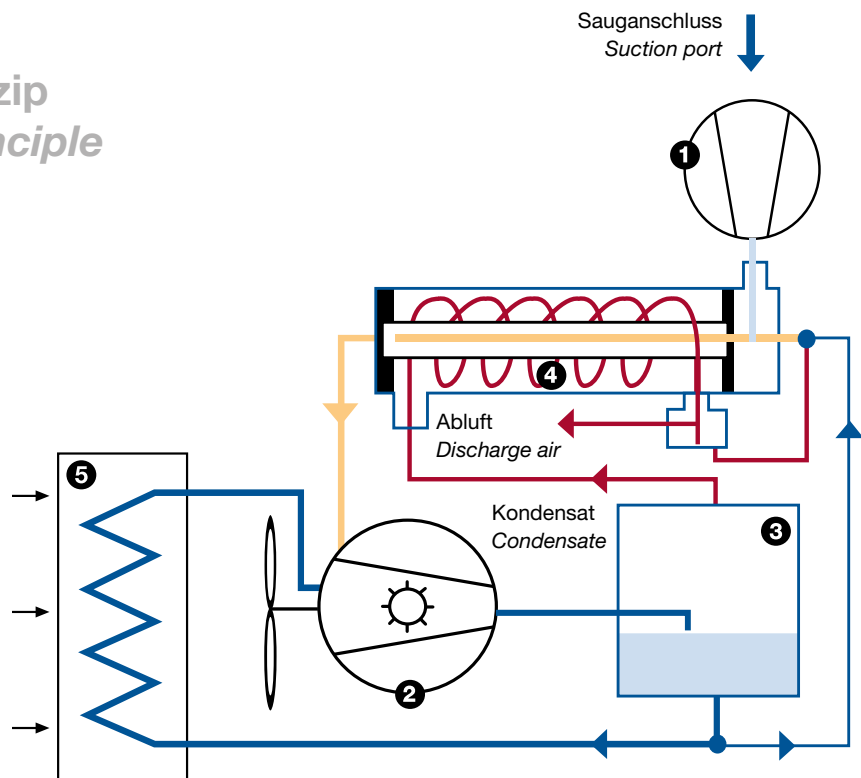 Sauganschluss
Suction port
zip
nciple
1
4
Abluft
Discharge air
5
Kondensat
Condensate
3
2